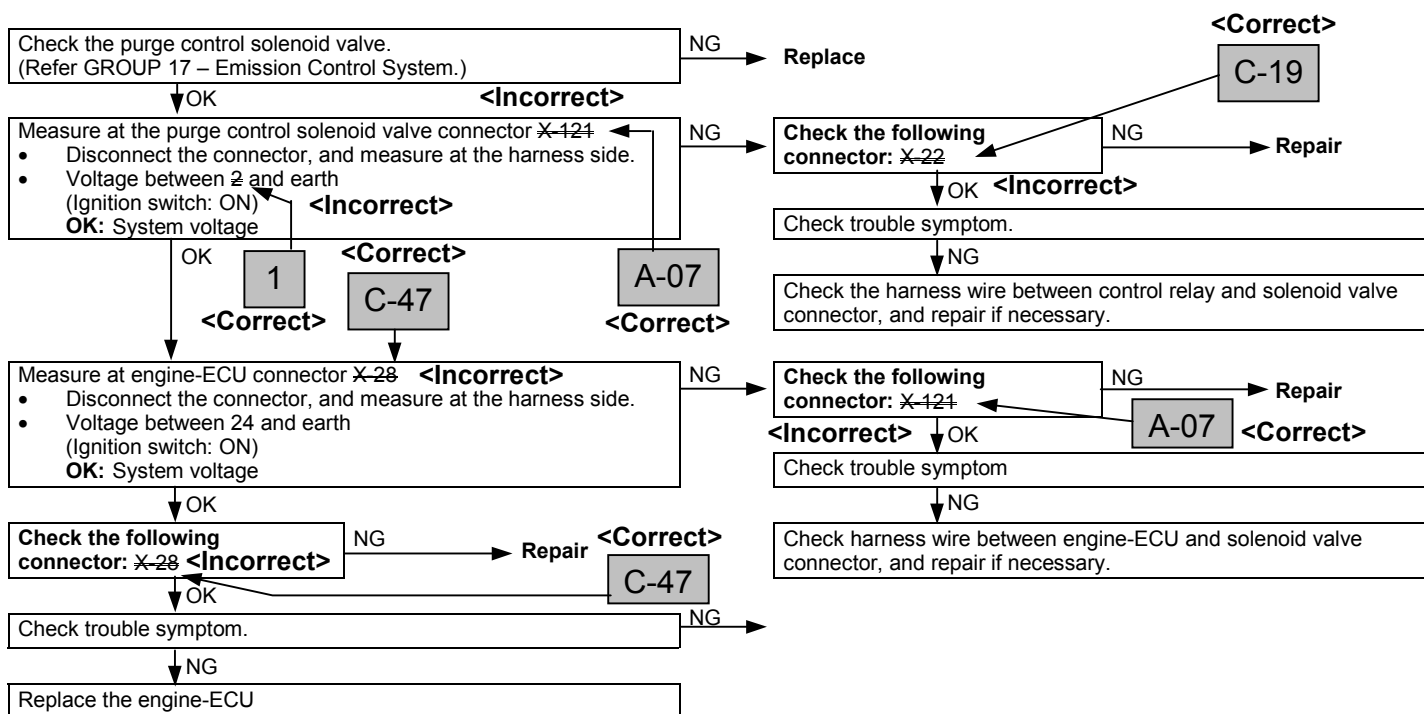 <Correct>
Check the purge control solenoid valve.
(Refer GROUP 17 – Emission Control System.)
NG
Replace
C-19
OK
<Incorrect>
Measure at the purge control solenoid valve connector X-121
• Disconnect the connector, and measure at the harness side.
• Voltage between 2 and earth
(Ignition switch: ON)
<Incorrect>
OK: System voltage
NG
Check the following
connector: X-22
NG
Repair
OK
<Incorrect>
Check trouble symptom.
NG
Check the harness wire between control relay and solenoid valve
connector, and repair if necessary.
OK
1
<Correct>
<Correct>
C-47
A-07
<Correct>
Measure at engine-ECU connector X-28 <Incorrect>
• Disconnect the connector, and measure at the harness side.
• Voltage between 24 and earth
(Ignition switch: ON)
OK: System voltage
NG
Check the following
connector: X-121
NG
Repair
<Incorrect>
OK
A-07
<Correct>
Check trouble symptom
NG
Check harness wire between engine-ECU and solenoid valve
connector, and repair if necessary.
OK
Check the following
connector: X-28 <Incorrect>
NG
Repair
<Correct>
C-47
OK
Check trouble symptom.
NG
NG
Replace the engine-ECU